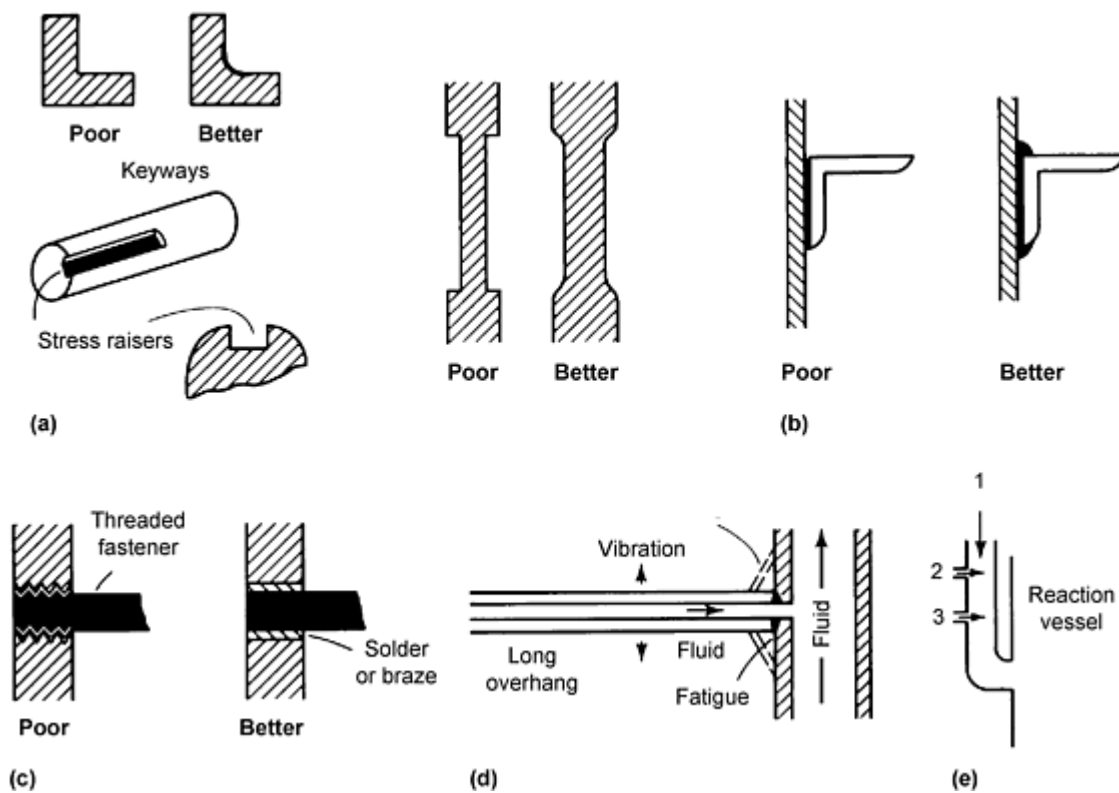 Poor
Better
Keyways
Stress raisers
Poor
Better
(a)
Poor
Better
(b)
Threaded
fastener
Solder
or braze
Poor
Better
(c)
Vibration
Long
overhang
Fluid
Fatigue
Fluid
(d)
1
2
3
Reaction
vessel
(e)